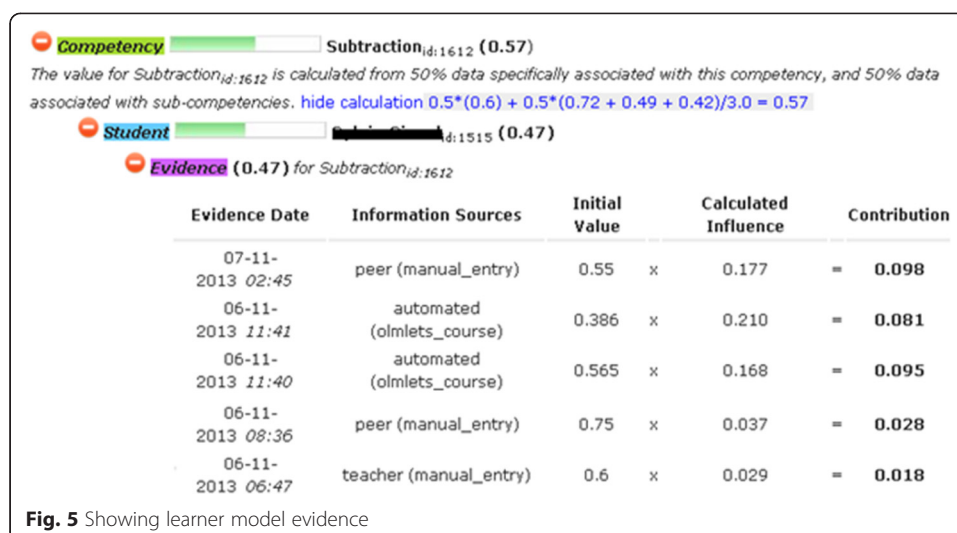 Competency Subtraction id:1612 (0.57)
The value for Subtraction id:1612 is calculated from 50% data specifically associated with this competency, and 50% data
associated with sub-competencies. hide calculation 0.5*(0.6) + 0.5*(0.72 + 0.49 + 0.42)/3.0 = 0.57
Student id:1515 (0.47)
Evidence (0.47) for Subtraction id:1612
Evidence Date Information Sources Initial Value Calculated Influence Contribution
07-11-2013 02:45 peer (manual_entry) 0.55 x 0.177 = 0.098
06-11-2013 11:41 automated (olmlets_course) 0.386 x 0.210 = 0.081
06-11-2013 11:40 automated (olmlets_course) 0.565 x 0.168 = 0.095
06-11-2013 08:36 peer (manual_entry) 0.75 x 0.037 = 0.028
06-11-2013 06:47 teacher (manual_entry) 0.6 x 0.029 = 0.018
Fig. 5 Showing learner model evidence